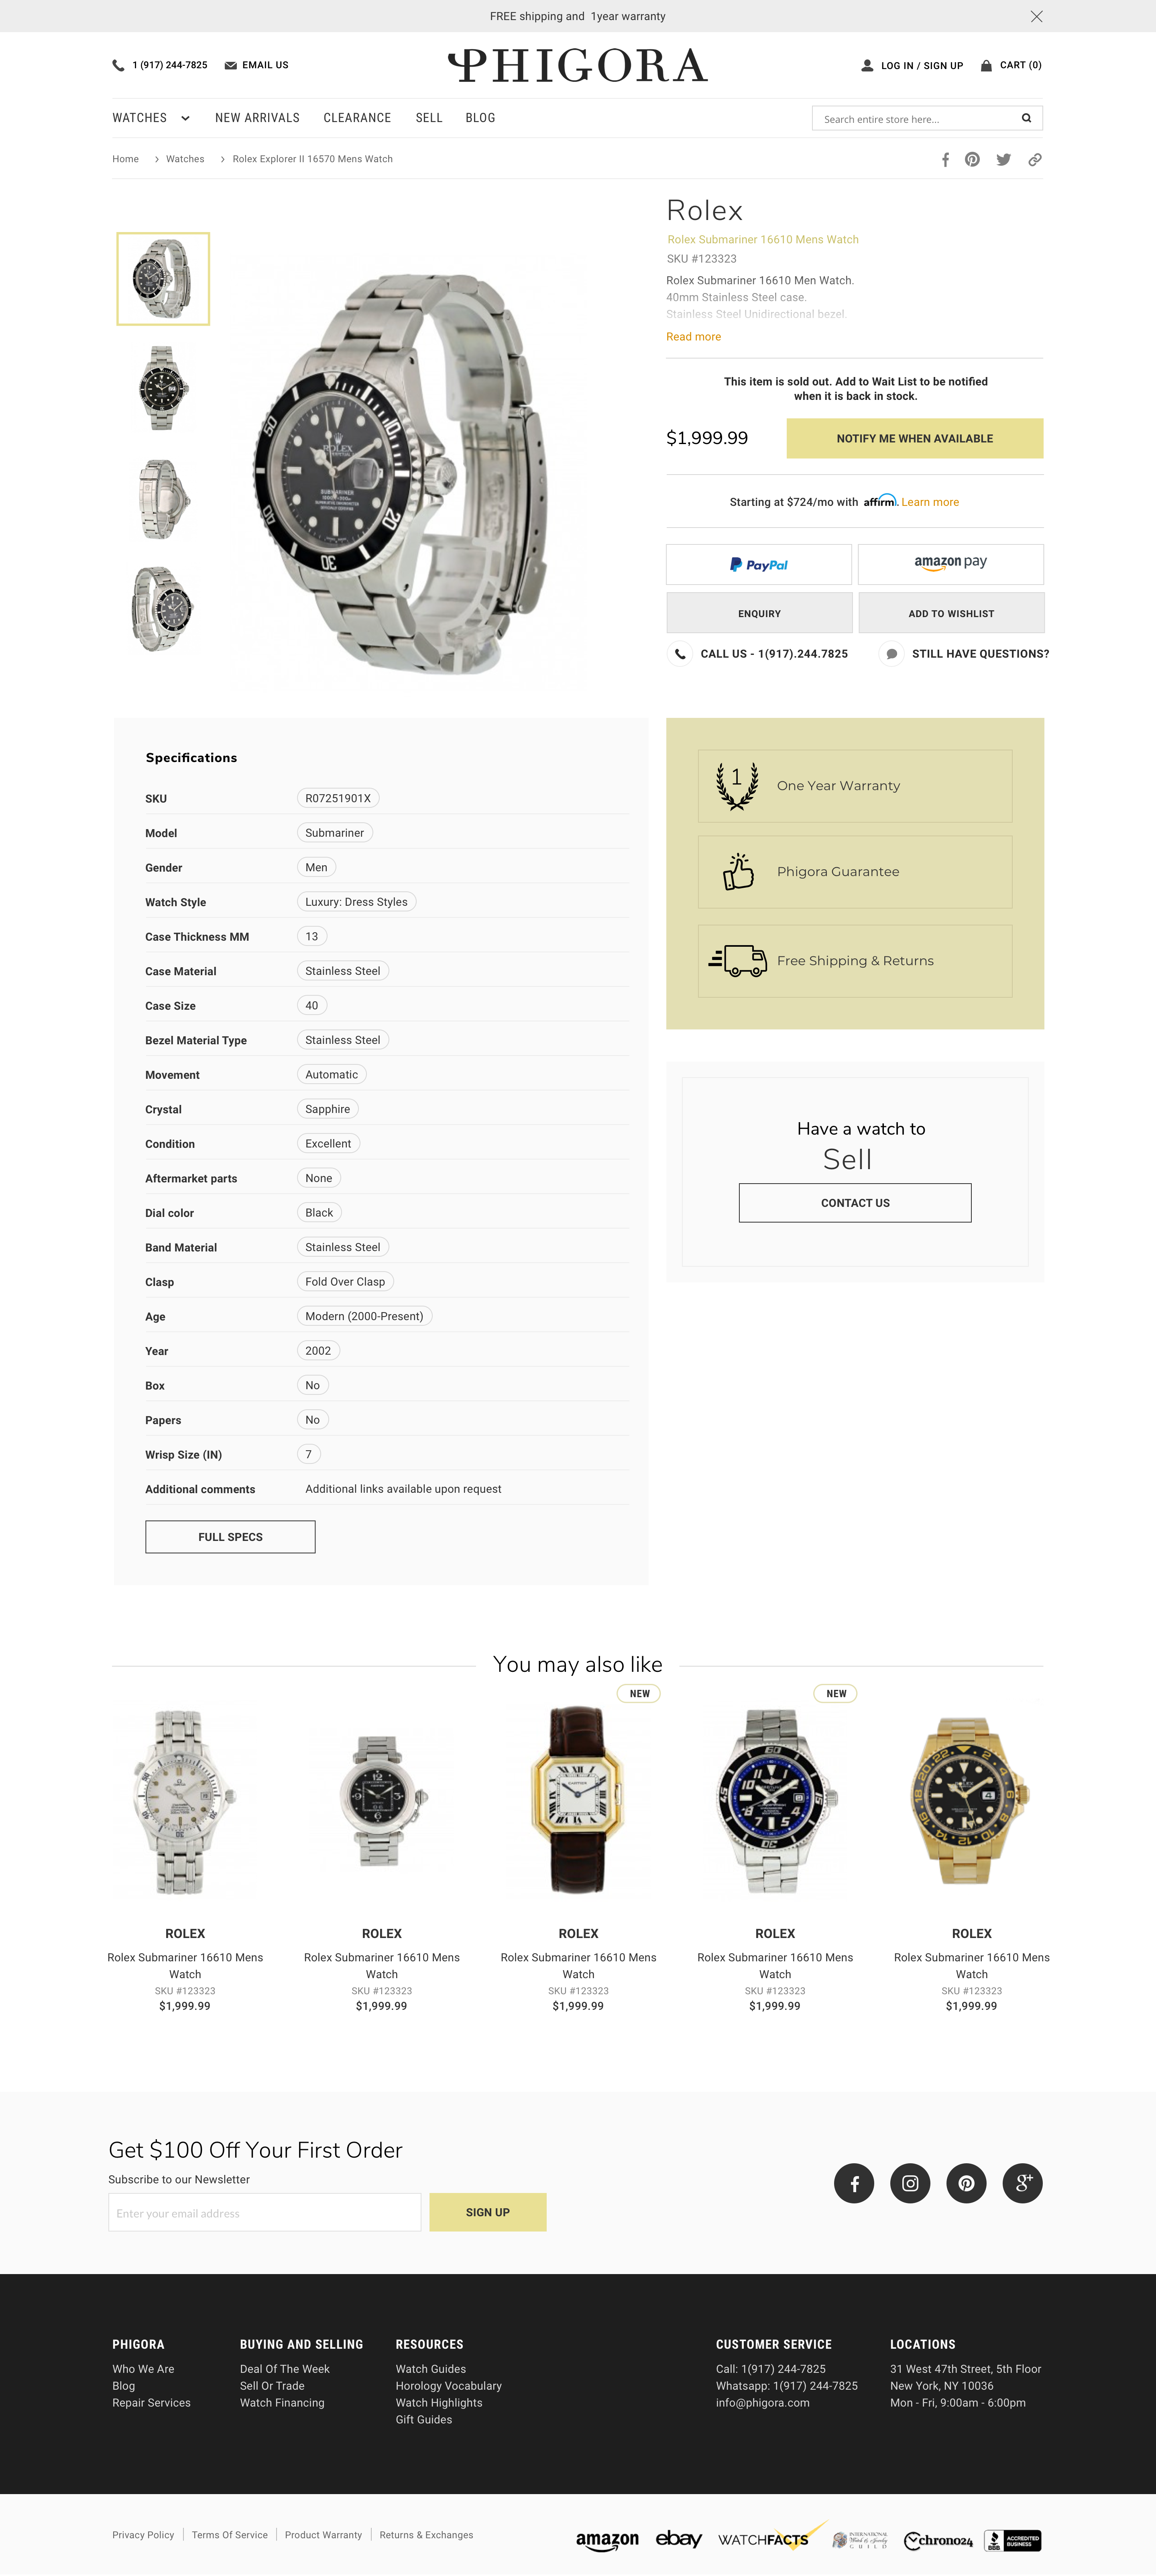 FREE shipping and 1year warranty
1 (917) 244-7825
EMAIL US
PHIGORA
LOG IN / SIGN UP
CART (0)
WATCHES
NEW ARRIVALS
CLEARANCE
SELL
BLOG
Search entire store here...
Home
Watches
Rolex Explorer II 16570 Mens Watch
Rolex
Rolex Submariner 16610 Mens Watch
SKU #123323
Rolex Submariner 16610 Men Watch.
40mm Stainless Steel case.
Stainless Steel Unidirectional bezel.
Read more
This item is sold out. Add to Wait List to be notified
when it is back in stock.
$1,999.99
NOTIFY ME WHEN AVAILABLE
Starting at $724/mo with affirm. Learn more
PayPal
amazon pay
ENQUIRY
ADD TO WISHLIST
CALL US - 1(917).244.7825
STILL HAVE QUESTIONS?
ROLEX
SUBMARINER
60
20
30
40
Specifications
SKU R07251901X
Model Submariner
Gender Men
Watch Style Luxury: Dress Styles
Case Thickness MM 13
Case Material Stainless Steel
Case Size 40
Bezel Material Type Stainless Steel
Movement Automatic
Crystal Sapphire
Condition Excellent
Aftermarket parts None
Dial color Black
Band Material Stainless Steel
Clasp Fold Over Clasp
Age Modern (2000-Present)
Year 2002
Box No
Papers No
Wrisp Size (IN) 7
Additional comments Additional links available upon request
FULL SPECS
1
One Year Warranty
Phigora Guarantee
Free Shipping & Returns
Have a watch to
Sell
CONTACT US
You may also like
NEW
NEW
ROLEX
Rolex Submariner 16610 Mens
Watch
SKU #123323
$1,999.99
ROLEX
Rolex Submariner 16610 Mens
Watch
SKU #123323
$1,999.99
ROLEX
Rolex Submariner 16610 Mens
Watch
SKU #123323
$1,999.99
ROLEX
Rolex Submariner 16610 Mens
Watch
SKU #123323
$1,999.99
ROLEX
Rolex Submariner 16610 Mens
Watch
SKU #123323
$1,999.99
Get $100 Off Your First Order
Subscribe to our Newsletter
Enter your email address
SIGN UP
PHIGORA
Who We Are
Blog
Repair Services
BUYING AND SELLING
Deal Of The Week
Sell Or Trade
Watch Financing
RESOURCES
Watch Guides
Horology Vocabulary
Watch Highlights
Gift Guides
CUSTOMER SERVICE
Call: 1(917) 244-7825
Whatsapp: 1(917) 244-7825
info@phigora.com
LOCATIONS
31 West 47th Street, 5th Floor
New York, NY 10036
Mon - Fri, 9:00am - 6:00pm
Privacy Policy
Terms Of Service
Product Warranty
Returns & Exchanges
amazon
ebay
WATCHFACTS
INTERNATIONAL
Watch & Jewelry
GUILD
chrono24
BBB
ACCREDITED
BUSINESS